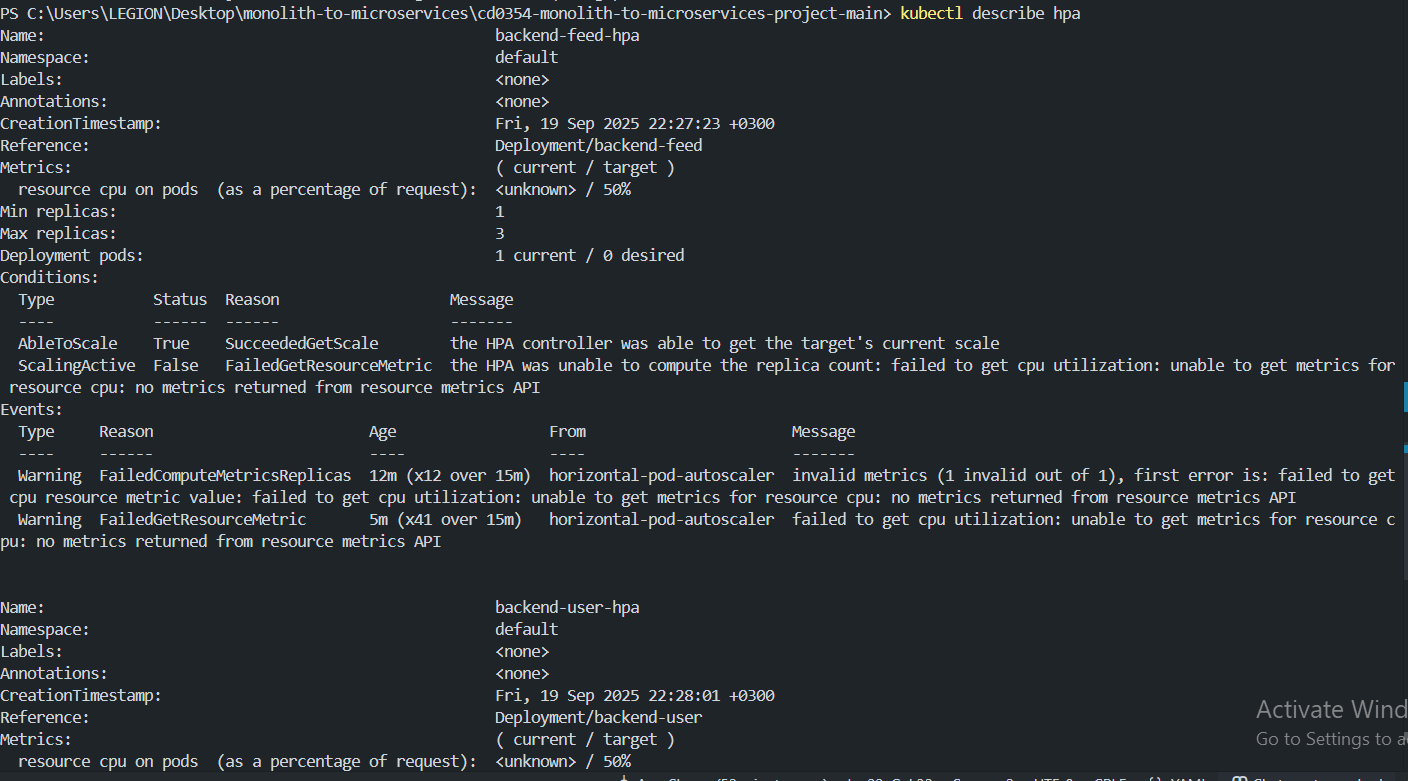 PS C:\Users\LEGION\Desktop\monolith-to-microservices\cd0354-monolith-to-microservices-project-main> kubectl describe hpa
Name: backend-feed-hpa
Namespace: default
Labels: <none>
Annotations: <none>
CreationTimestamp: Fri, 19 Sep 2025 22:27:23 +0300
Reference: Deployment/backend-feed
Metrics: ( current / target )
resource cpu on pods (as a percentage of request): <unknown> / 50%
Min replicas: 1
Max replicas: 3
Deployment pods: 1 current / 0 desired
Conditions:
Type Status Reason Message
---- ------ ------ -------
AbleToScale True SucceededGetScale the HPA controller was able to get the target's current scale
ScalingActive False FailedGetResourceMetric the HPA was unable to compute the replica count: failed to get cpu utilization: unable to get metrics for
resource cpu: no metrics returned from resource metrics API
Events:
Type Reason Age From Message
---- ------ ---- ---- -------
Warning FailedComputeMetricsReplicas 12m (x12 over 15m) horizontal-pod-autoscaler invalid metrics (1 invalid out of 1), first error is: failed to get
cpu resource metric value: failed to get cpu utilization: unable to get metrics for resource cpu: no metrics returned from resource metrics API
Warning FailedGetResourceMetric 5m (x41 over 15m) horizontal-pod-autoscaler failed to get cpu utilization: unable to get metrics for resource c
pu: no metrics returned from resource metrics API
Name: backend-user-hpa
Namespace: default
Labels: <none>
Annotations: <none>
CreationTimestamp: Fri, 19 Sep 2025 22:28:01 +0300
Reference: Deployment/backend-user
Metrics: ( current / target )
resource cpu on pods (as a percentage of request): <unknown> / 50%
Activate Wind
Go to Settings to a